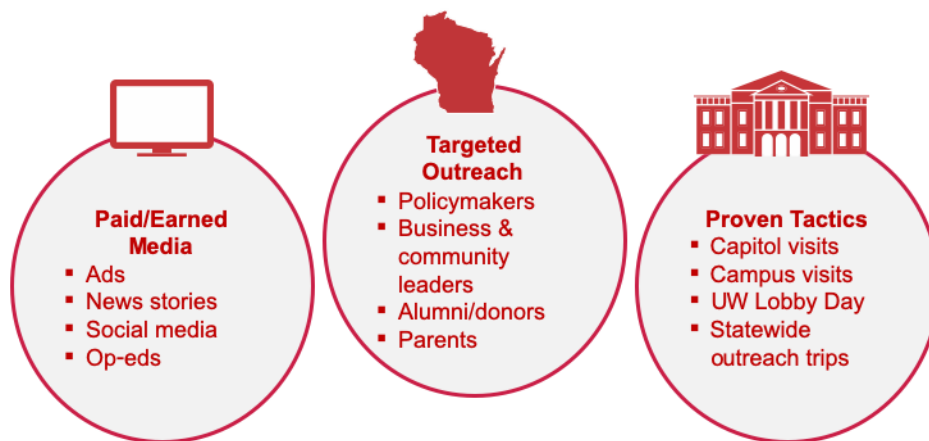 Paid/Earned
Media
▪ Ads
▪ News stories
▪ Social media
▪ Op-eds
Targeted
Outreach
▪ Policymakers
▪ Business &
community
leaders
▪ Alumni/donors
▪ Parents
Proven Tactics
▪ Capitol visits
▪ Campus visits
▪ UW Lobby Day
▪ Statewide
outreach trips